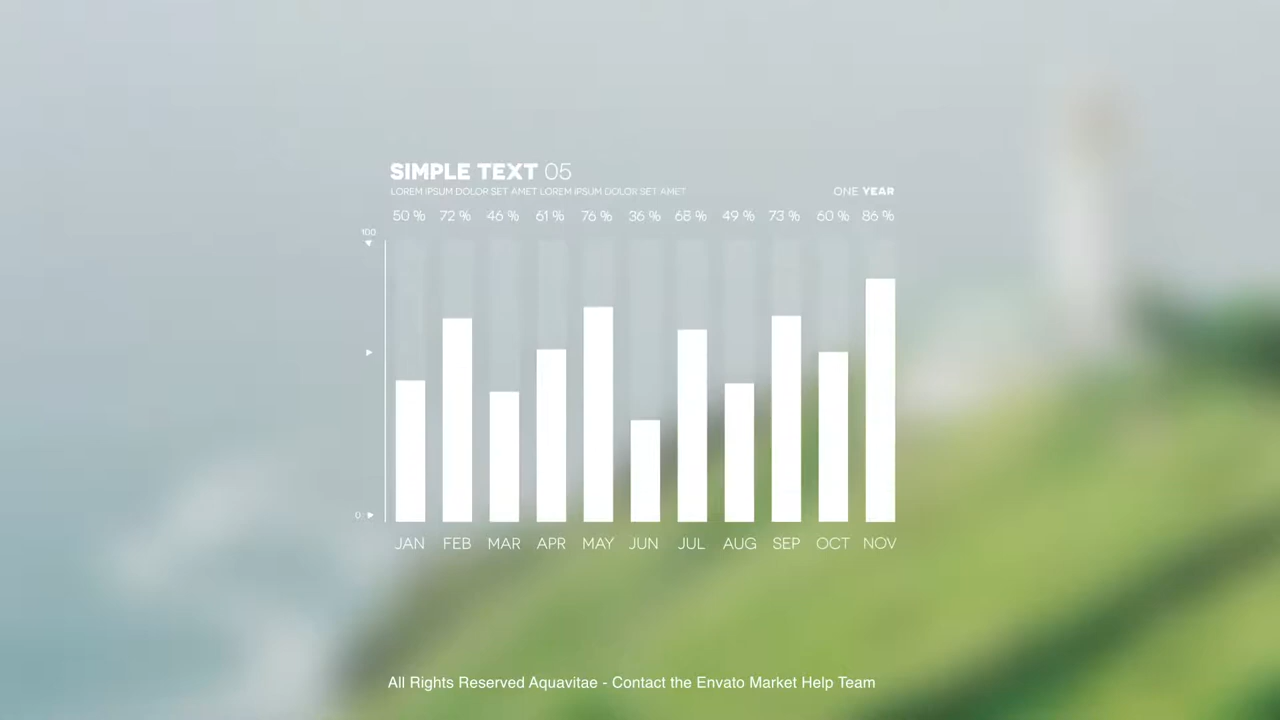 SIMPLE TEXT 05
LOREM IPSUM DOLOR SET AMET LOREM IPSUM DOLOR SET AMET
ONE YEAR
50 % 72 % 46 % 61 % 76 % 36 % 68 % 49 % 73 % 60 % 86 %
100
0
JAN FEB MAR APR MAY JUN JUL AUG SEP OCT NOV
All Rights Reserved Aquavitae - Contact the Envato Market Help Team